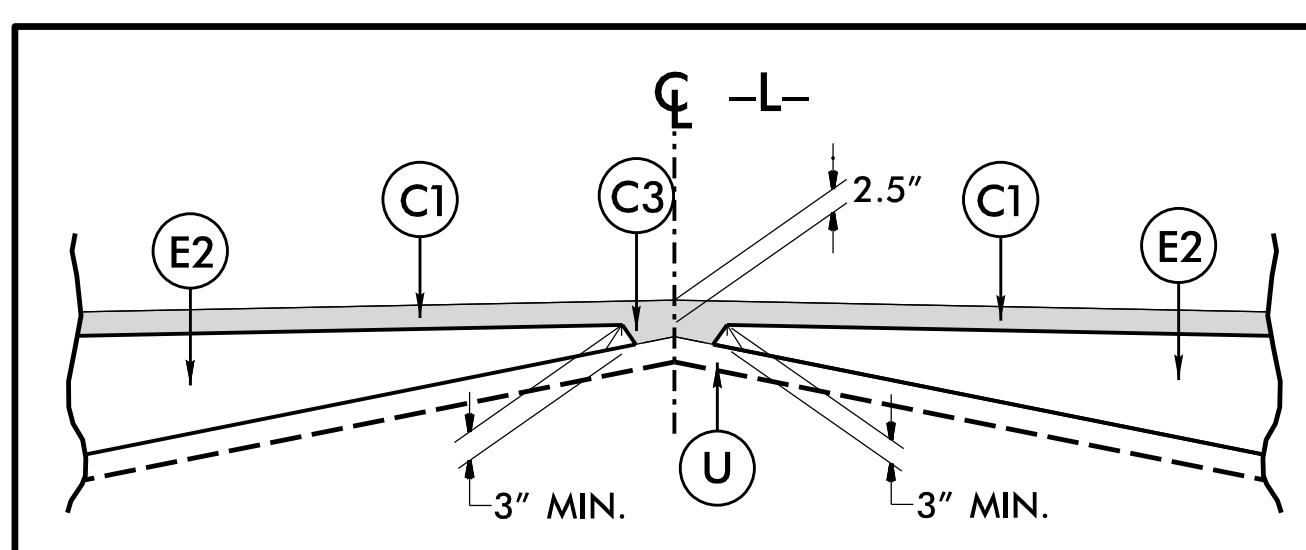 ℄ –L–
2.5"
C1
C3
C1
E2
E2
U
3" MIN.
3" MIN.